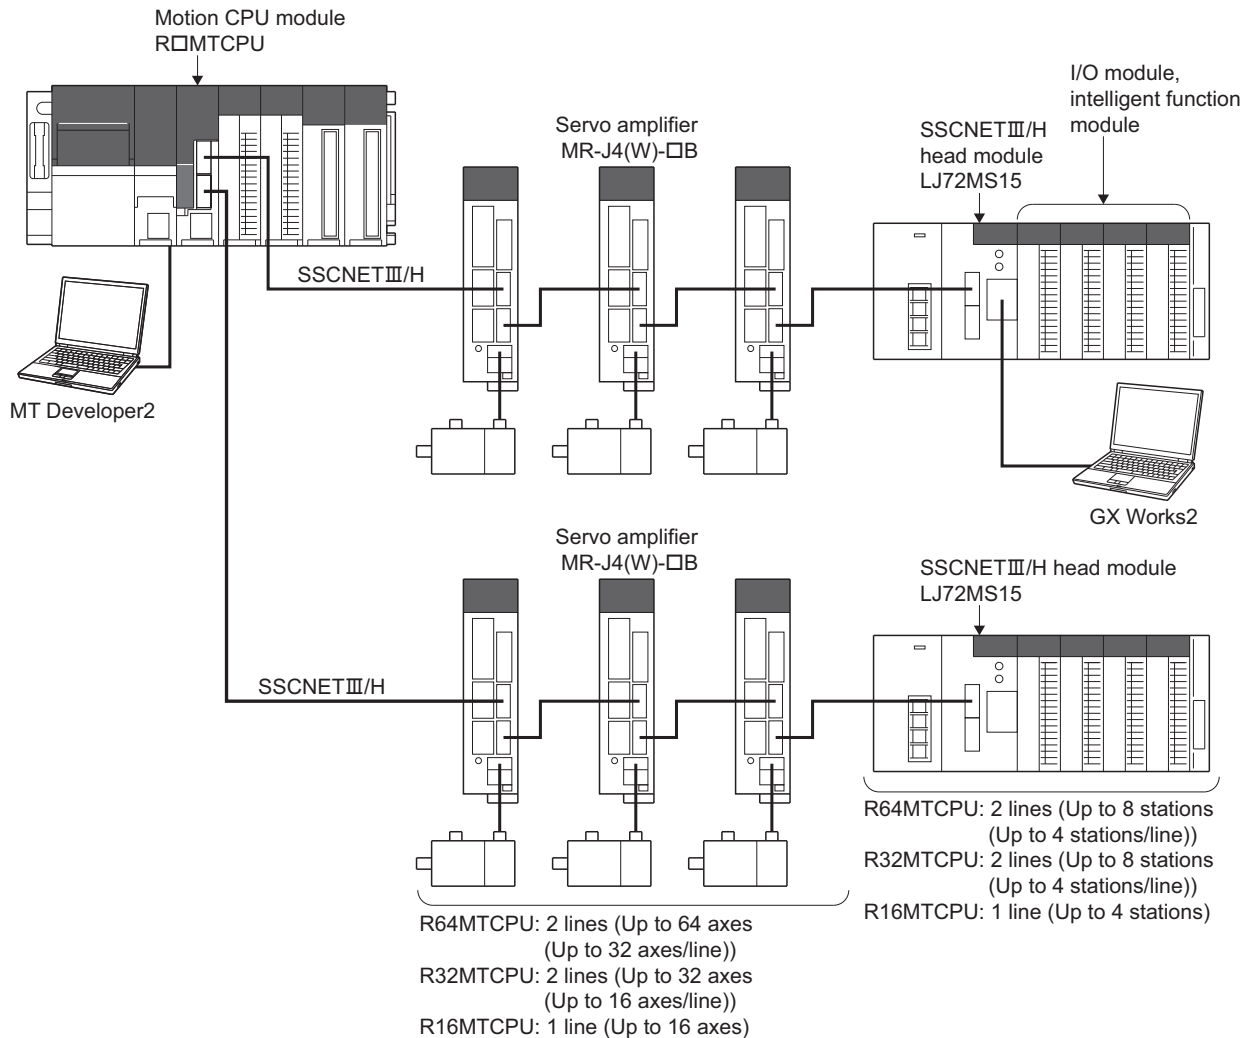 Motion CPU module
R□MTCPU
I/O module,
intelligent function
module
Servo amplifier
MR-J4(W)-□B
SSCNETⅢ/H
head module
LJ72MS15
SSCNETⅢ/H
MT Developer2
GX Works2
Servo amplifier
MR-J4(W)-□B
SSCNETⅢ/H head module
LJ72MS15
SSCNETⅢ/H
R64MTCPU: 2 lines (Up to 8 stations
(Up to 4 stations/line))
R32MTCPU: 2 lines (Up to 8 stations
(Up to 4 stations/line))
R16MTCPU: 1 line (Up to 4 stations)
R64MTCPU: 2 lines (Up to 64 axes
(Up to 32 axes/line))
R32MTCPU: 2 lines (Up to 32 axes
(Up to 16 axes/line))
R16MTCPU: 1 line (Up to 16 axes)